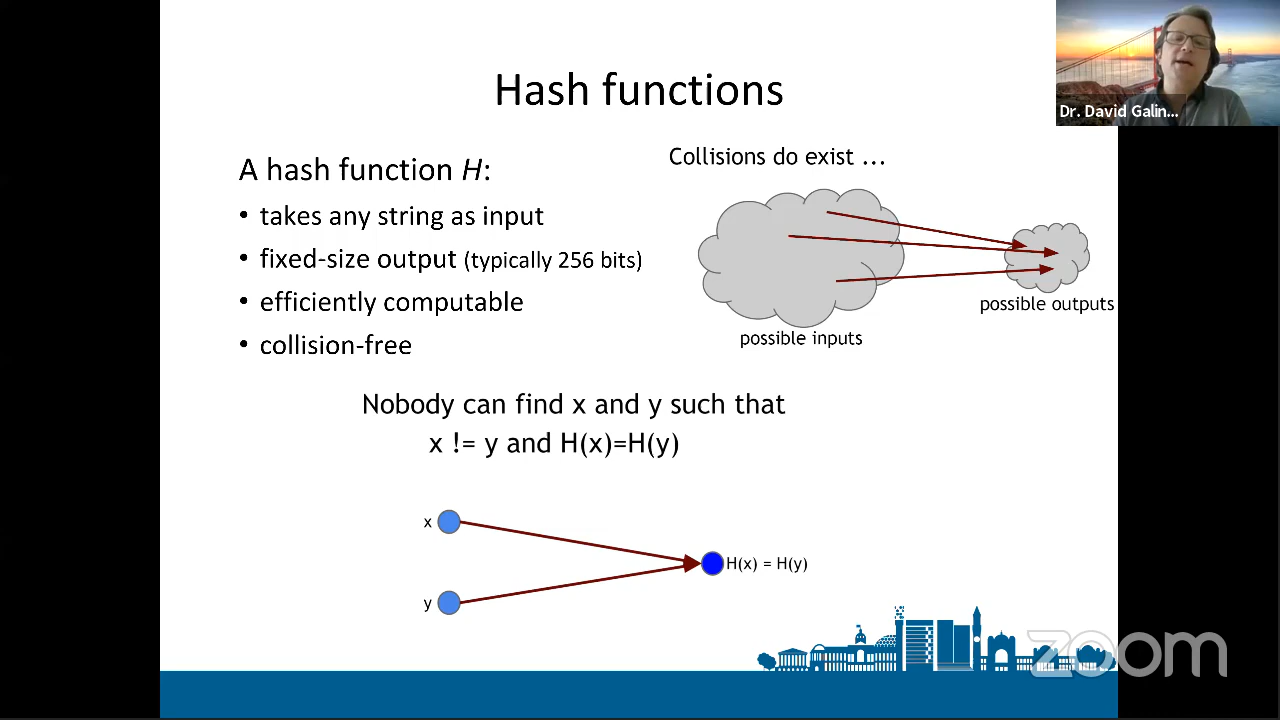 Hash functions
Dr. David Galin...
A hash function H:
• takes any string as input
• fixed-size output (typically 256 bits)
• efficiently computable
• collision-free
Collisions do exist ...
possible inputs
possible outputs
Nobody can find x and y such that
x != y and H(x)=H(y)
x
y
H(x) = H(y)
zoom